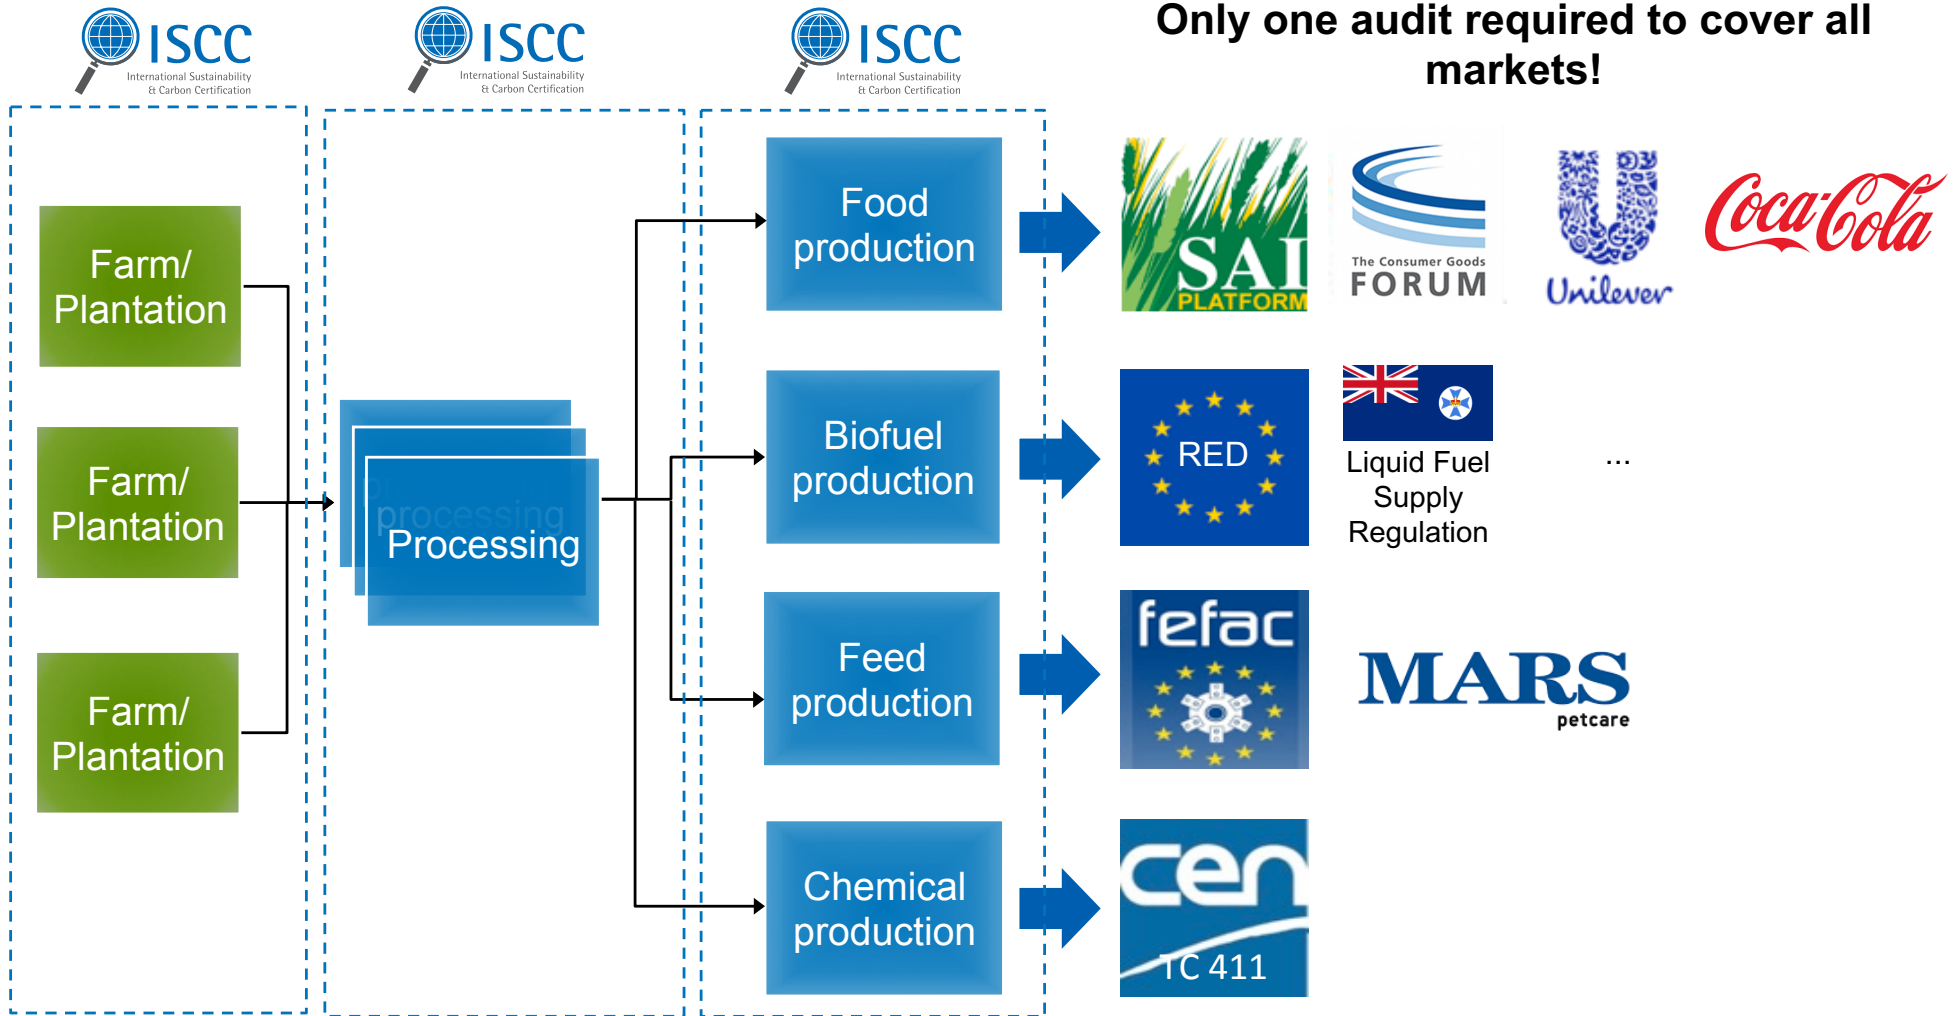 ISCC
International Sustainability
& Carbon Certification
ISCC
International Sustainability
& Carbon Certification
ISCC
International Sustainability
& Carbon Certification
Only one audit required to cover all
markets!
Farm/
Plantation
Farm/
Plantation
Farm/
Plantation
processing
Processing
Food
production
Biofuel
production
Feed
production
Chemical
production
SAI
PLATFORM
The Consumer Goods
FORUM
Unilever
Coca-Cola
RED
Liquid Fuel
Supply
Regulation
...
fefac
MARS
petcare
cen
TC 411